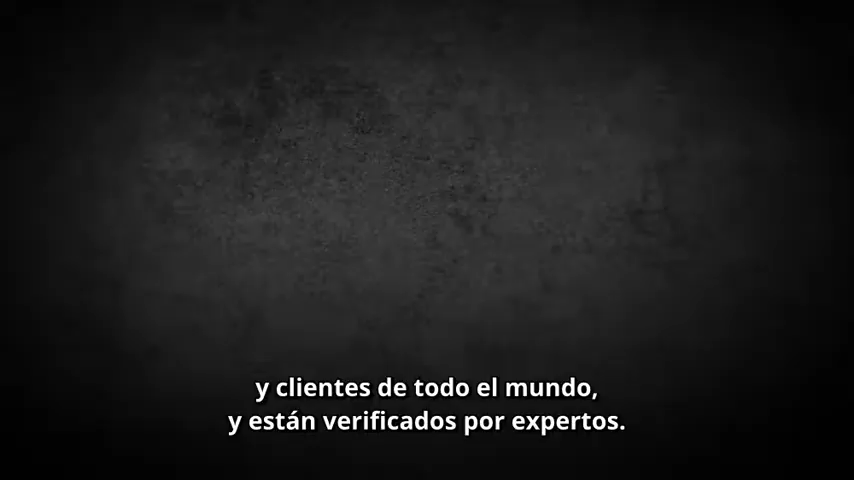 y clientes de todo el mundo,
y están verificados por expertos.